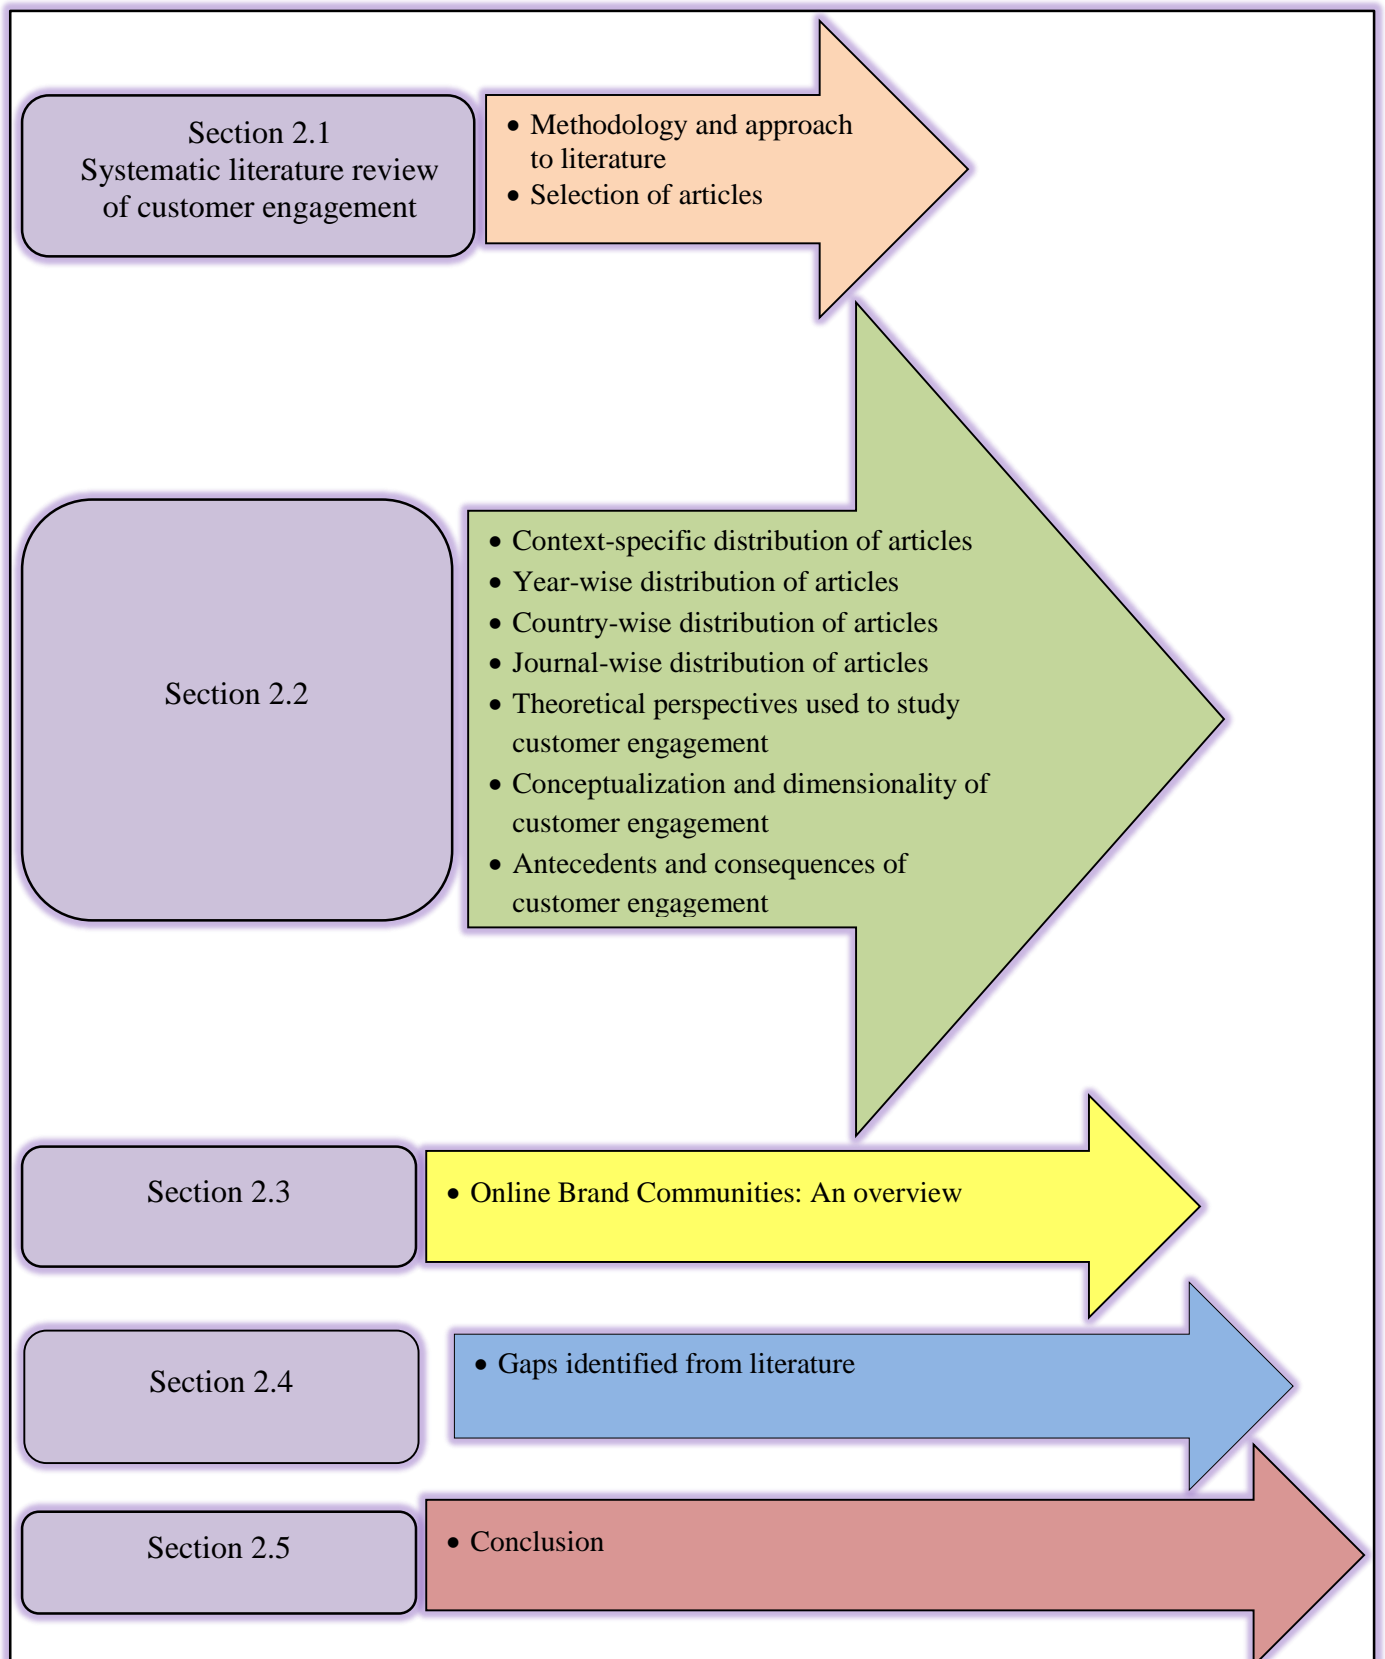 Section 2.1
Systematic literature review
of customer engagement
• Methodology and approach
to literature
• Selection of articles
Section 2.2
• Context-specific distribution of articles
• Year-wise distribution of articles
• Country-wise distribution of articles
• Journal-wise distribution of articles
• Theoretical perspectives used to study
customer engagement
• Conceptualization and dimensionality of
customer engagement
• Antecedents and consequences of
customer engagement
Section 2.3
• Online Brand Communities: An overview
Section 2.4
• Gaps identified from literature
Section 2.5
• Conclusion